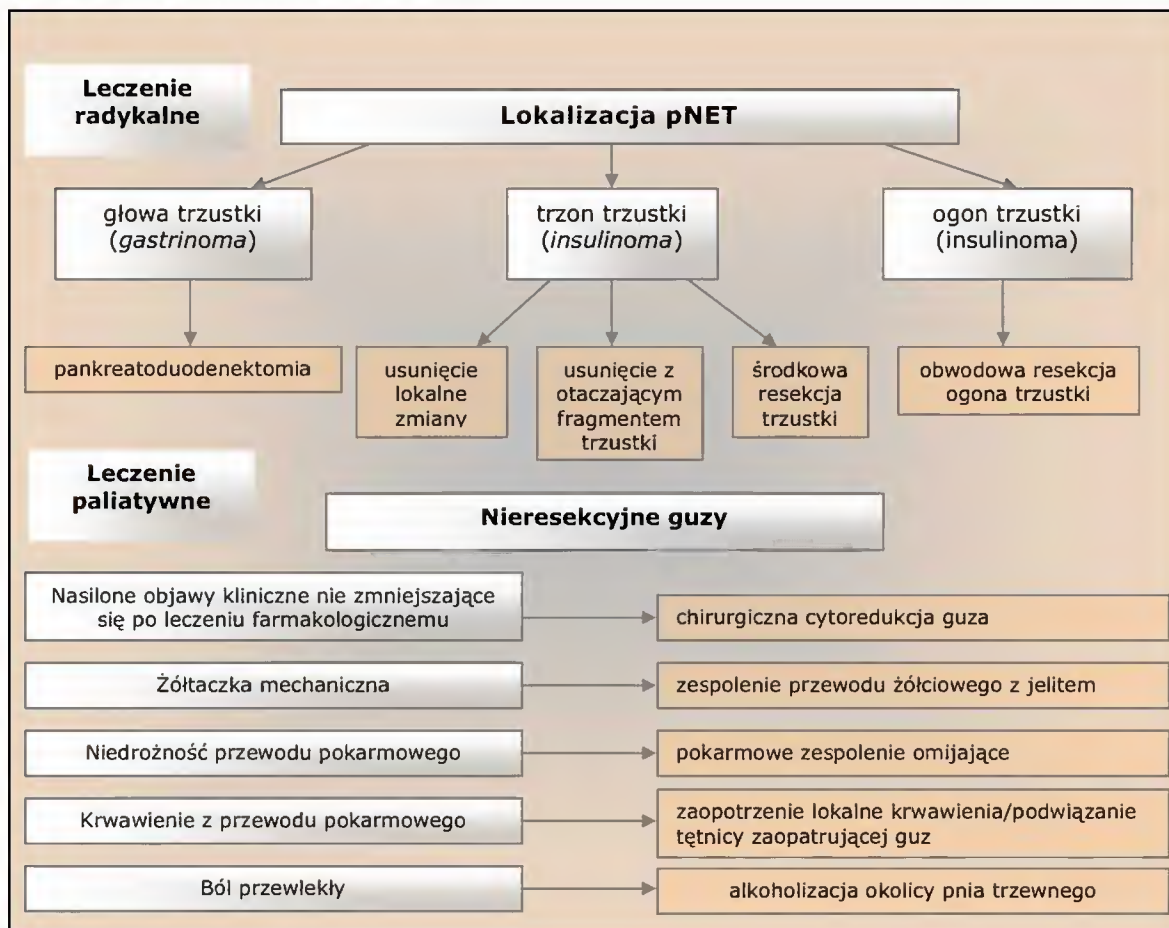 Leczenie
radykalne
Lokalizacja pNET
głowa trzustki
(gastrinoma)
trzon trzustki
(insulinoma)
ogon trzustki
(insulinoma)
pankreatoduodenektomia
usunięcie
lokalne
zmiany
usunięcie z
otaczającym
fragmentem
trzustki
środkowa
resekcja
trzustki
obwodowa resekcja
ogona trzustki
Leczenie
paliatywne
Nieresekcyjne guzy
Nasilone objawy kliniczne nie zmniejszające
się po leczeniu farmakologicznemu
chirurgiczna cytoredukcja guza
Żółtaczka mechaniczna
zespolenie przewodu żółciowego z jelitem
Niedrożność przewodu pokarmowego
pokarmowe zespolenie omijające
Krwawienie z przewodu pokarmowego
zaopotrzenie lokalne krwawienia/podwiązanie
tętnicy zaopatrującej guz
Ból przewlekły
alkoholizacja okolicy pnia trzewnego